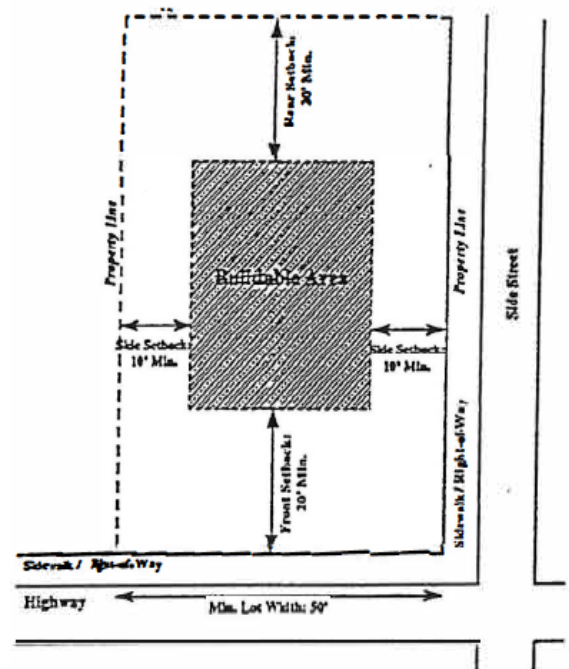 Rear Setback:
20' Min.
Property Line
Property Line
Buildable Area
Side Street
Side Setback:
10' Min.
Side Setback:
10' Min.
Front Setback:
20' Min.
Sidewalk / Right-of-Way
Sidewalk / Right-of-Way
Highway
Min. Lot Width: 50'